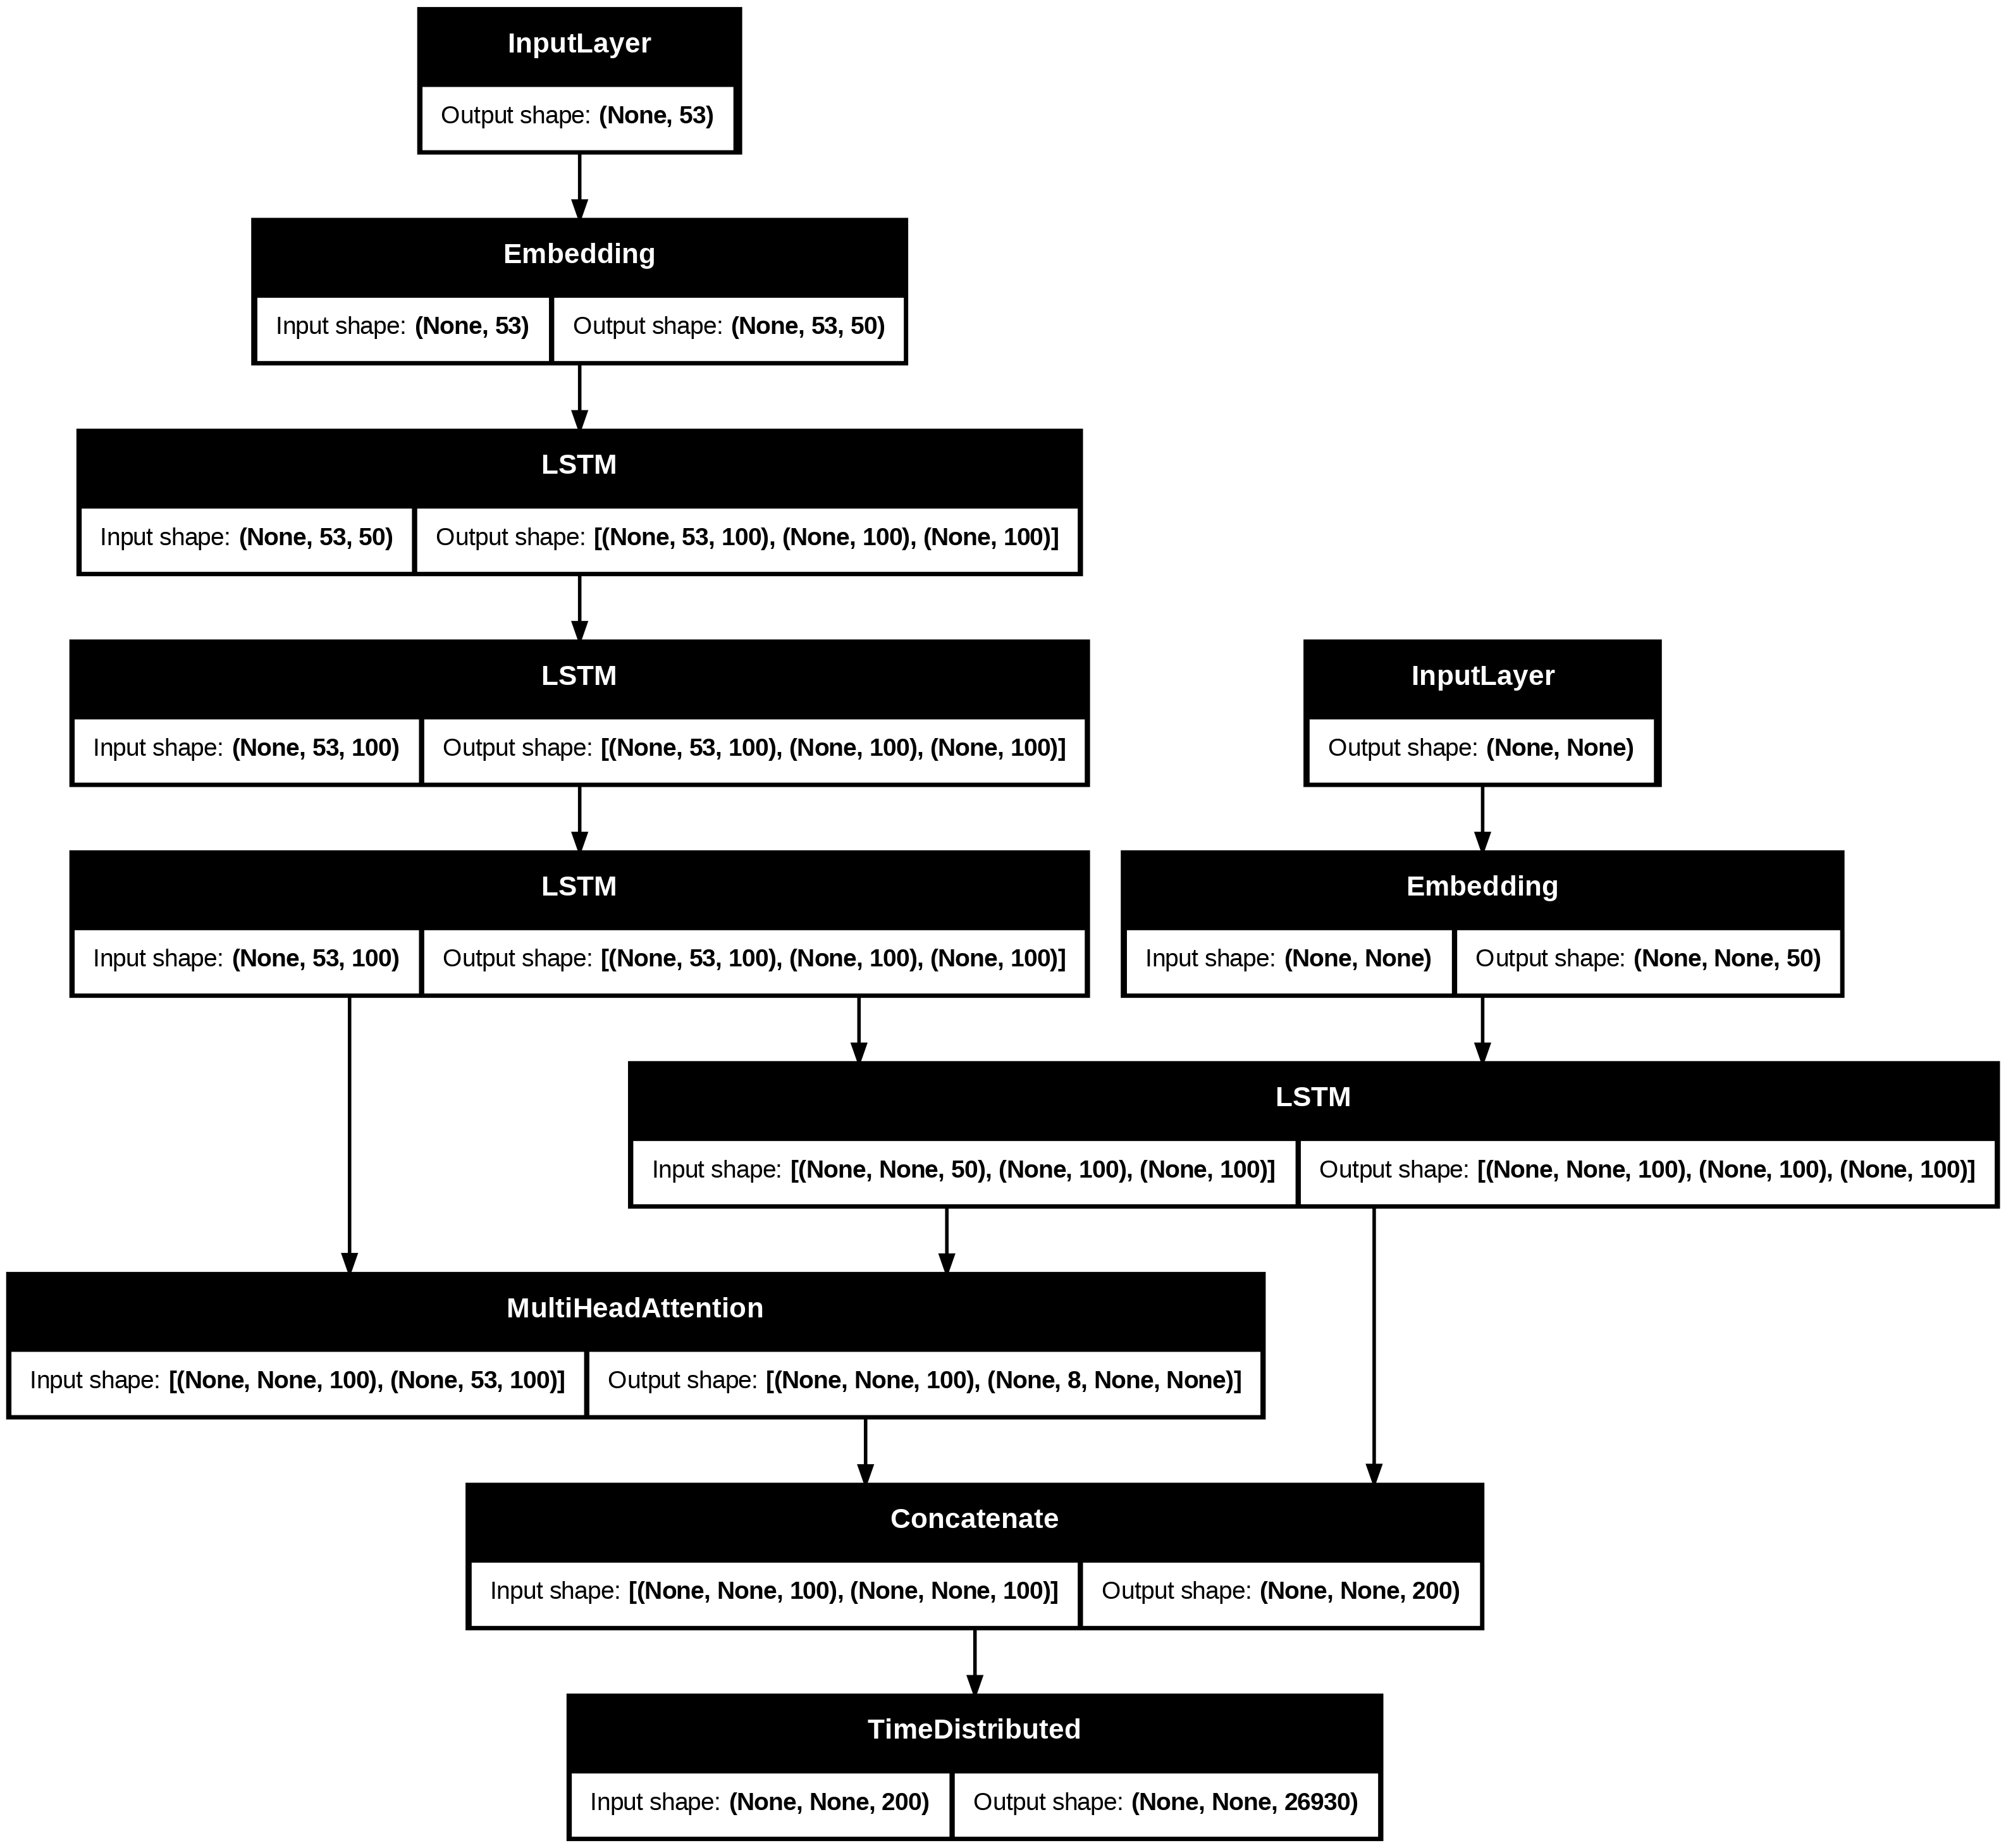 InputLayer
Output shape: (None, 53)
Embedding
Input shape: (None, 53) Output shape: (None, 53, 50)
LSTM
Input shape: (None, 53, 50) Output shape: [(None, 53, 100), (None, 100), (None, 100)]
LSTM
Input shape: (None, 53, 100) Output shape: [(None, 53, 100), (None, 100), (None, 100)]
InputLayer
Output shape: (None, None)
LSTM
Input shape: (None, 53, 100) Output shape: [(None, 53, 100), (None, 100), (None, 100)]
Embedding
Input shape: (None, None) Output shape: (None, None, 50)
LSTM
Input shape: [(None, None, 50), (None, 100), (None, 100)] Output shape: [(None, None, 100), (None, 100), (None, 100)]
MultiHeadAttention
Input shape: [(None, None, 100), (None, 53, 100)] Output shape: [(None, None, 100), (None, 8, None, None)]
Concatenate
Input shape: [(None, None, 100), (None, None, 100)] Output shape: (None, None, 200)
TimeDistributed
Input shape: (None, None, 200) Output shape: (None, None, 26930)